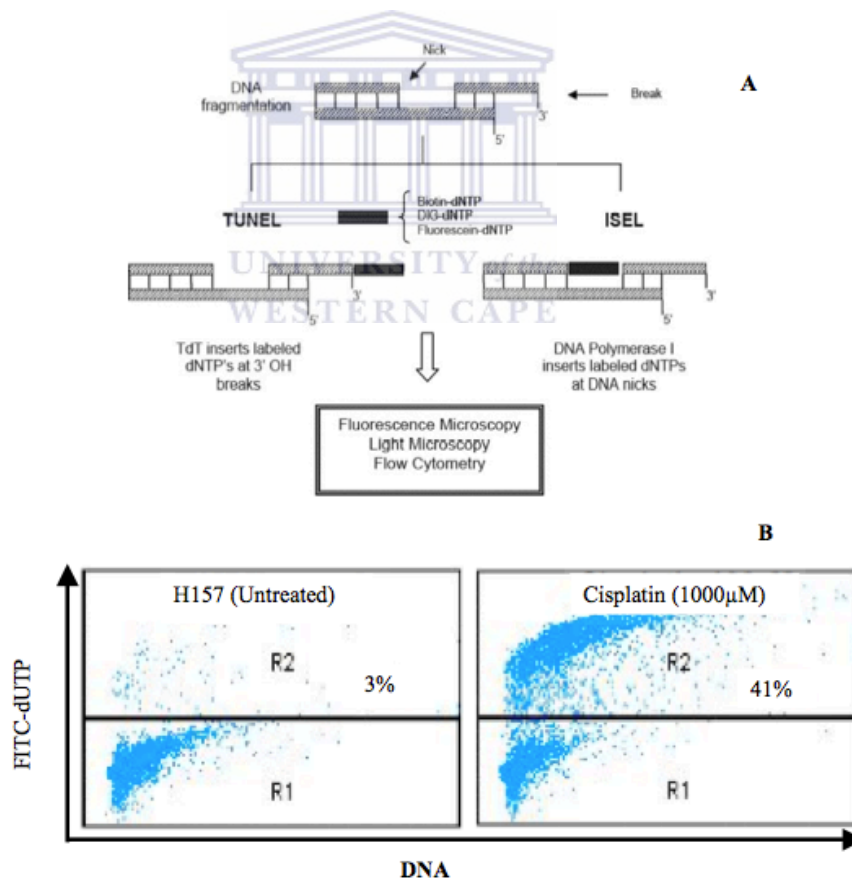 Nick
A
DNA
fragmentation
Break
3'
5'
Biotin-dNTP
TUNEL
DIG-dNTP
ISEL
Fluorescein-dNTP
UNIVERSITY of the
3'
3'
5'
5'
WESTERN CAPE
TdT inserts labeled
dNTP's at 3' OH
breaks
DNA Polymerase I
inserts labeled dNTPs
at DNA nicks
Fluorescence Microscopy
Light Microscopy
Flow Cytometry
B
H157 (Untreated)
Cisplatin (1000µM)
FITC-dUTP
R2
3%
R2
41%
R1
R1
DNA